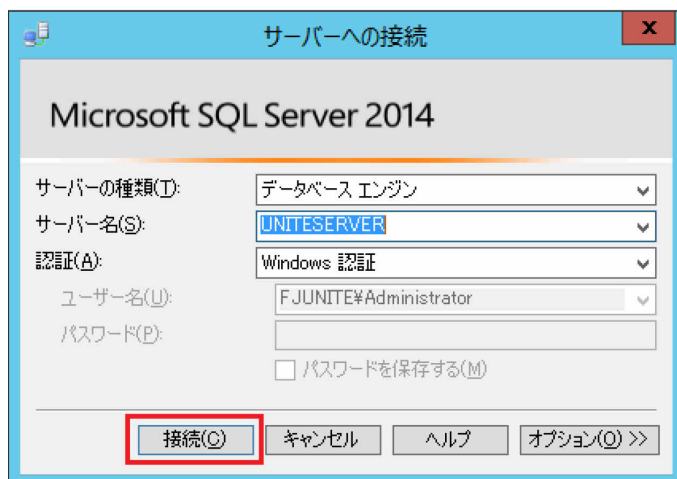 サーバーへの接続
x
Microsoft SQL Server 2014
サーバーの種類(T): データベース エンジン
サーバー名(S): UNITESERVER
認証(A): Windows 認証
ユーザー名(U): FJUNITE¥Administrator
パスワード(P):
パスワードを保存する(M)
接続(C) キャンセル ヘルプ オプション(O) >>